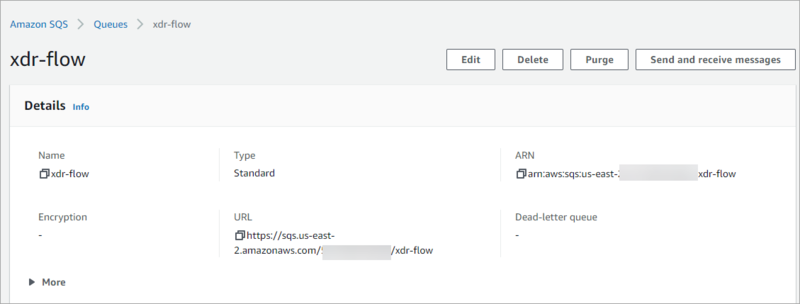 Amazon SQS > Queues > xdr-flow
xdr-flow
Edit Delete Purge Send and receive messages
Details Info
Name Type ARN
xdr-flow Standard arn:aws:sqs:us-east- xdr-flow
Encryption URL Dead-letter queue
- https://sqs.us-east- -
2.amazonaws.com/ /xdr-flow
More